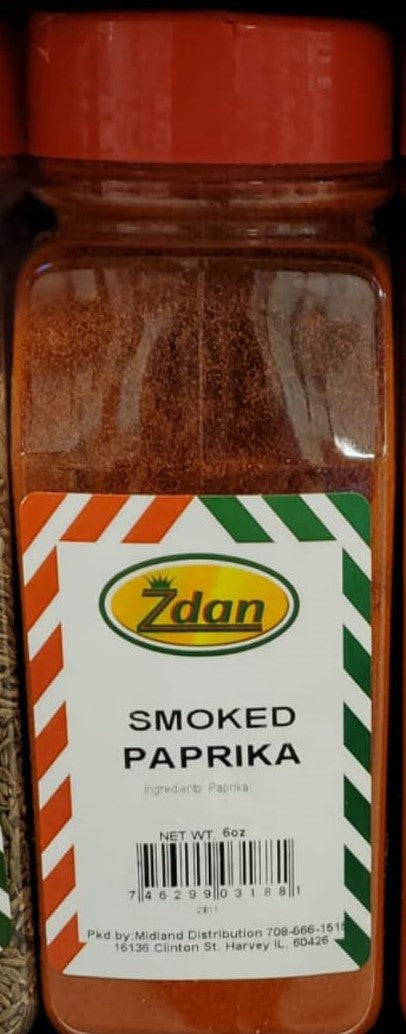 Zdan
SMOKED
PAPRIKA
Ingredients: Paprika
NET WT. 6oz
7 46299 03188 1
Pkd by:Midland Distribution 708-566-1515
16136 Clinton St. Harvey IL. 60426